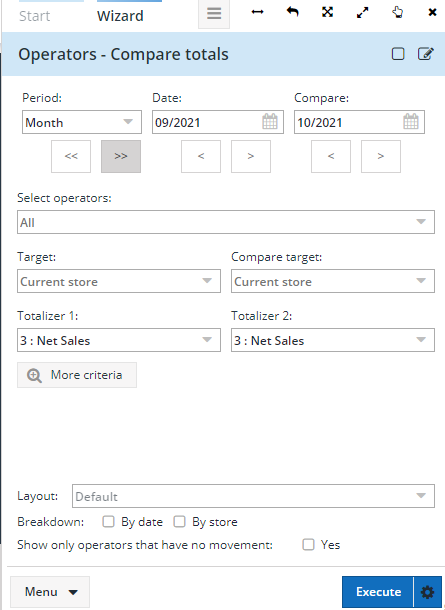 Start Wizard
Operators - Compare totals
Period: Date: Compare:
Month 09/2021 10/2021
<< >> < > < >
Select operators:
All
Target: Compare target:
Current store Current store
Totalizer 1: Totalizer 2:
3 : Net Sales 3 : Net Sales
More criteria
Layout: Default
Breakdown: By date By store
Show only operators that have no movement: Yes
Menu Execute